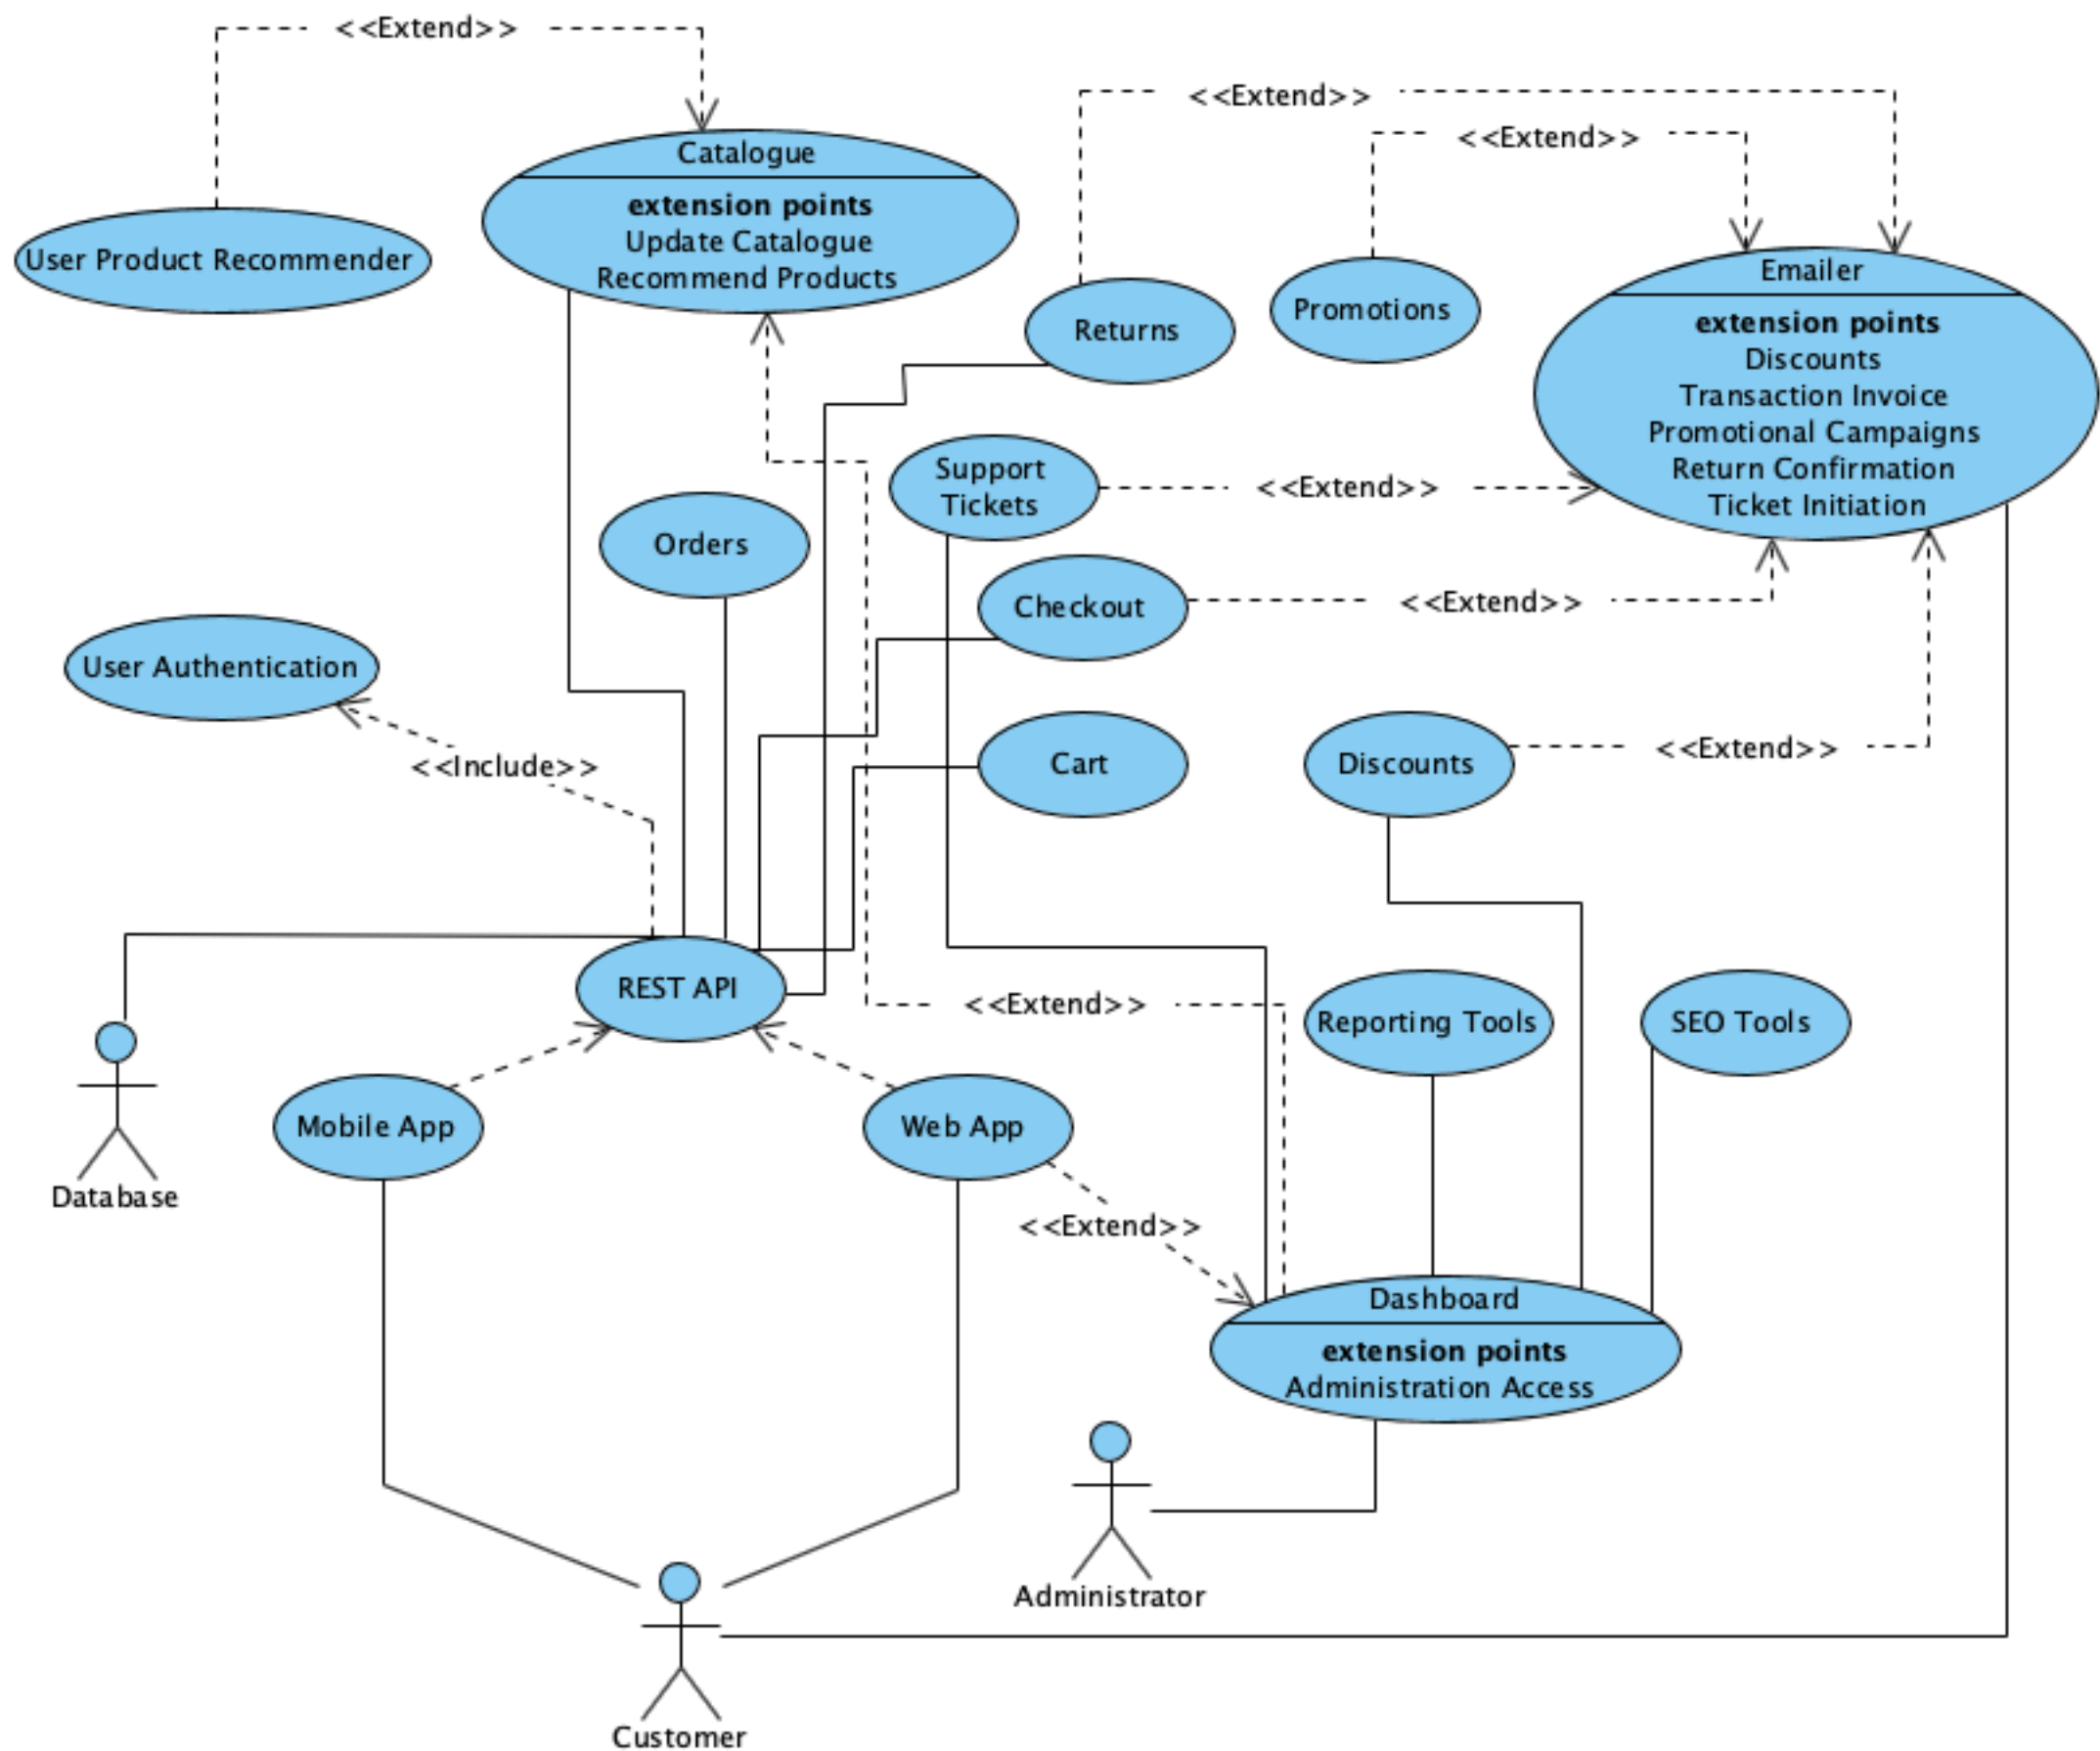 <<Extend>>
<<Extend>>
<<Extend>>
Catalogue
extension points
Update Catalogue
Recommend Products
User Product Recommender
Returns
Promotions
Emailer
extension points
Discounts
Transaction Invoice
Promotional Campaigns
Return Confirmation
Ticket Initiation
Support
Tickets
<<Extend>>
Orders
Checkout
<<Extend>>
User Authentication
<<Include>>
Cart
Discounts
<<Extend>>
REST API
<<Extend>>
Reporting Tools
SEO Tools
Mobile App
Web App
Database
<<Extend>>
Dashboard
extension points
Administration Access
Administrator
Customer